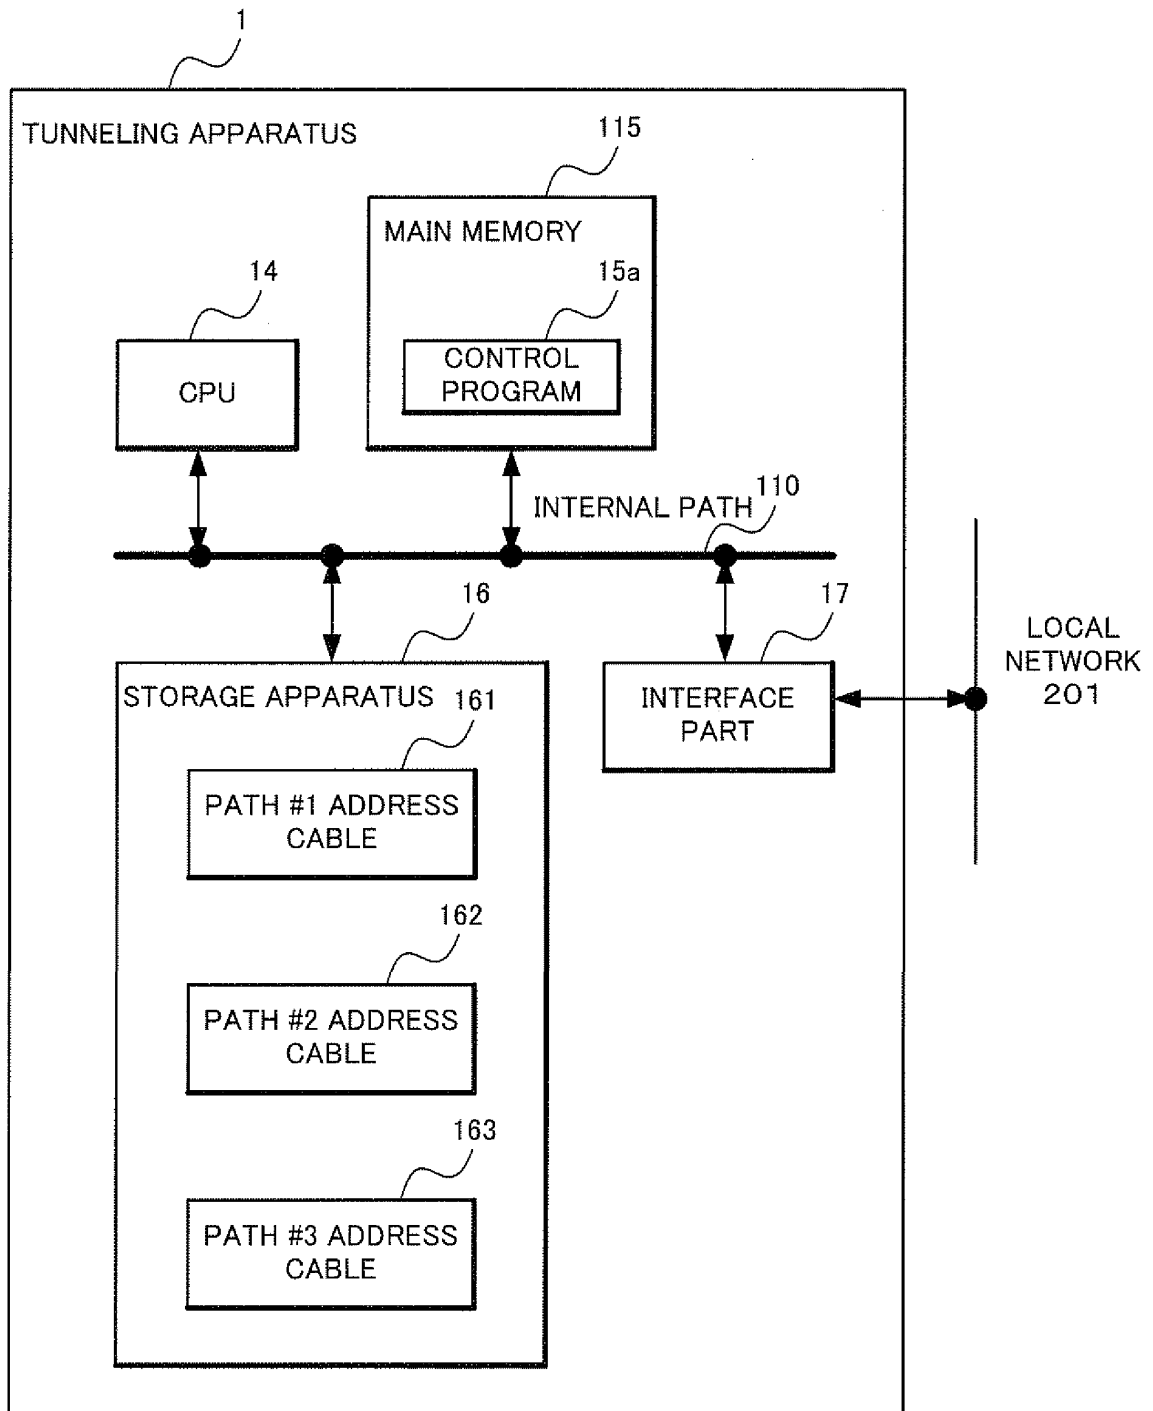 1
TUNNELING APPARATUS
115
MAIN MEMORY
14
15a
CPU
CONTROL
PROGRAM
INTERNAL PATH
110
16
17
LOCAL
NETWORK
201
STORAGE APPARATUS
161
INTERFACE
PART
PATH #1 ADDRESS
CABLE
162
PATH #2 ADDRESS
CABLE
163
PATH #3 ADDRESS
CABLE